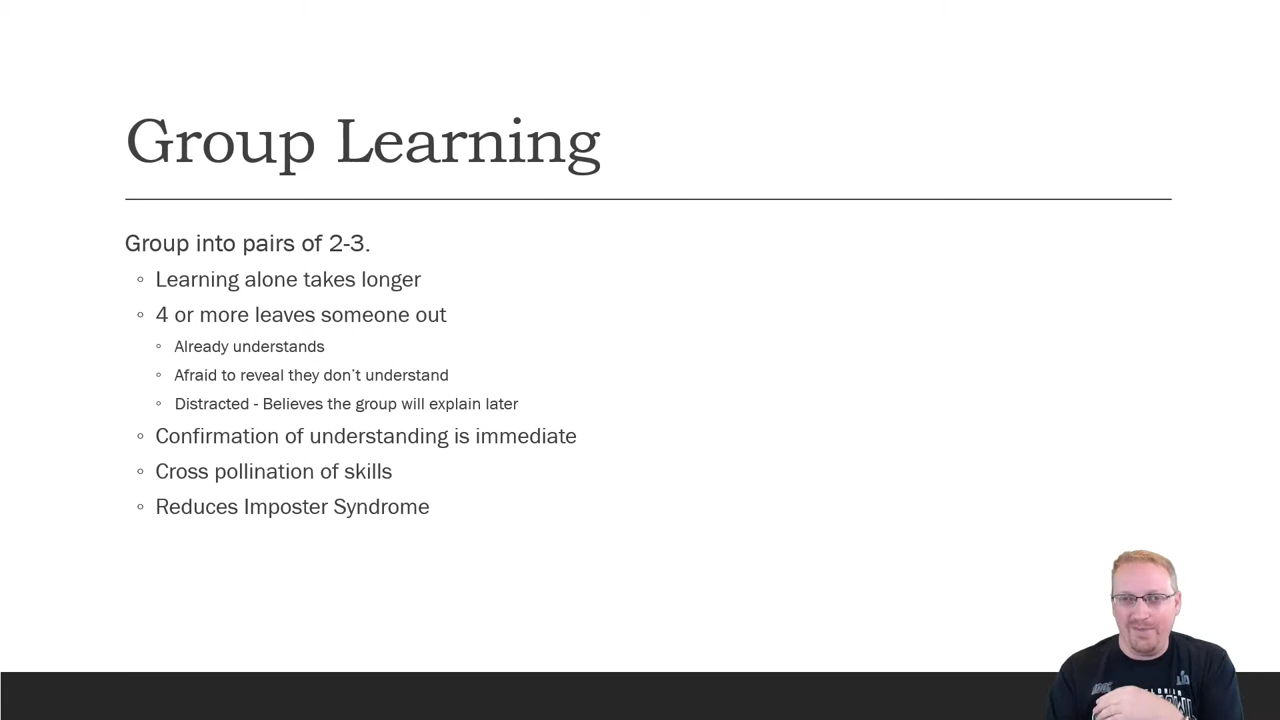 Group Learning
Group into pairs of 2-3.
Learning alone takes longer
4 or more leaves someone out
Already understands
Afraid to reveal they don't understand
Distracted - Believes the group will explain later
Confirmation of understanding is immediate
Cross pollination of skills
Reduces Imposter Syndrome